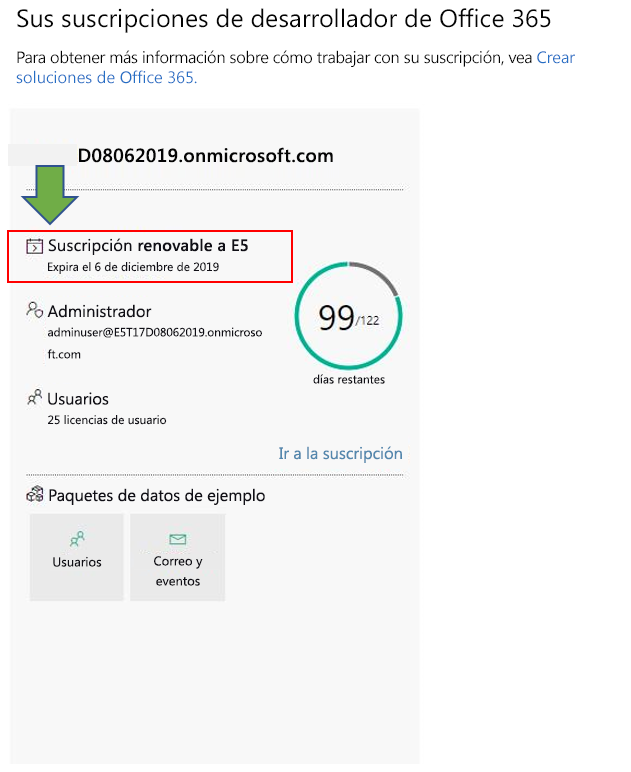 Sus suscripciones de desarrollador de Office 365
Para obtener más información sobre cómo trabajar con su suscripción, vea Crear
soluciones de Office 365.
D08062019.onmicrosoft.com
Suscripción renovable a E5
Expira el 6 de diciembre de 2019
99/122
días restantes
Administrador
adminuser@E5T17D08062019.onmicroso
ft.com
Usuarios
25 licencias de usuario
Ir a la suscripción
Paquetes de datos de ejemplo
Usuarios
Correo y
eventos